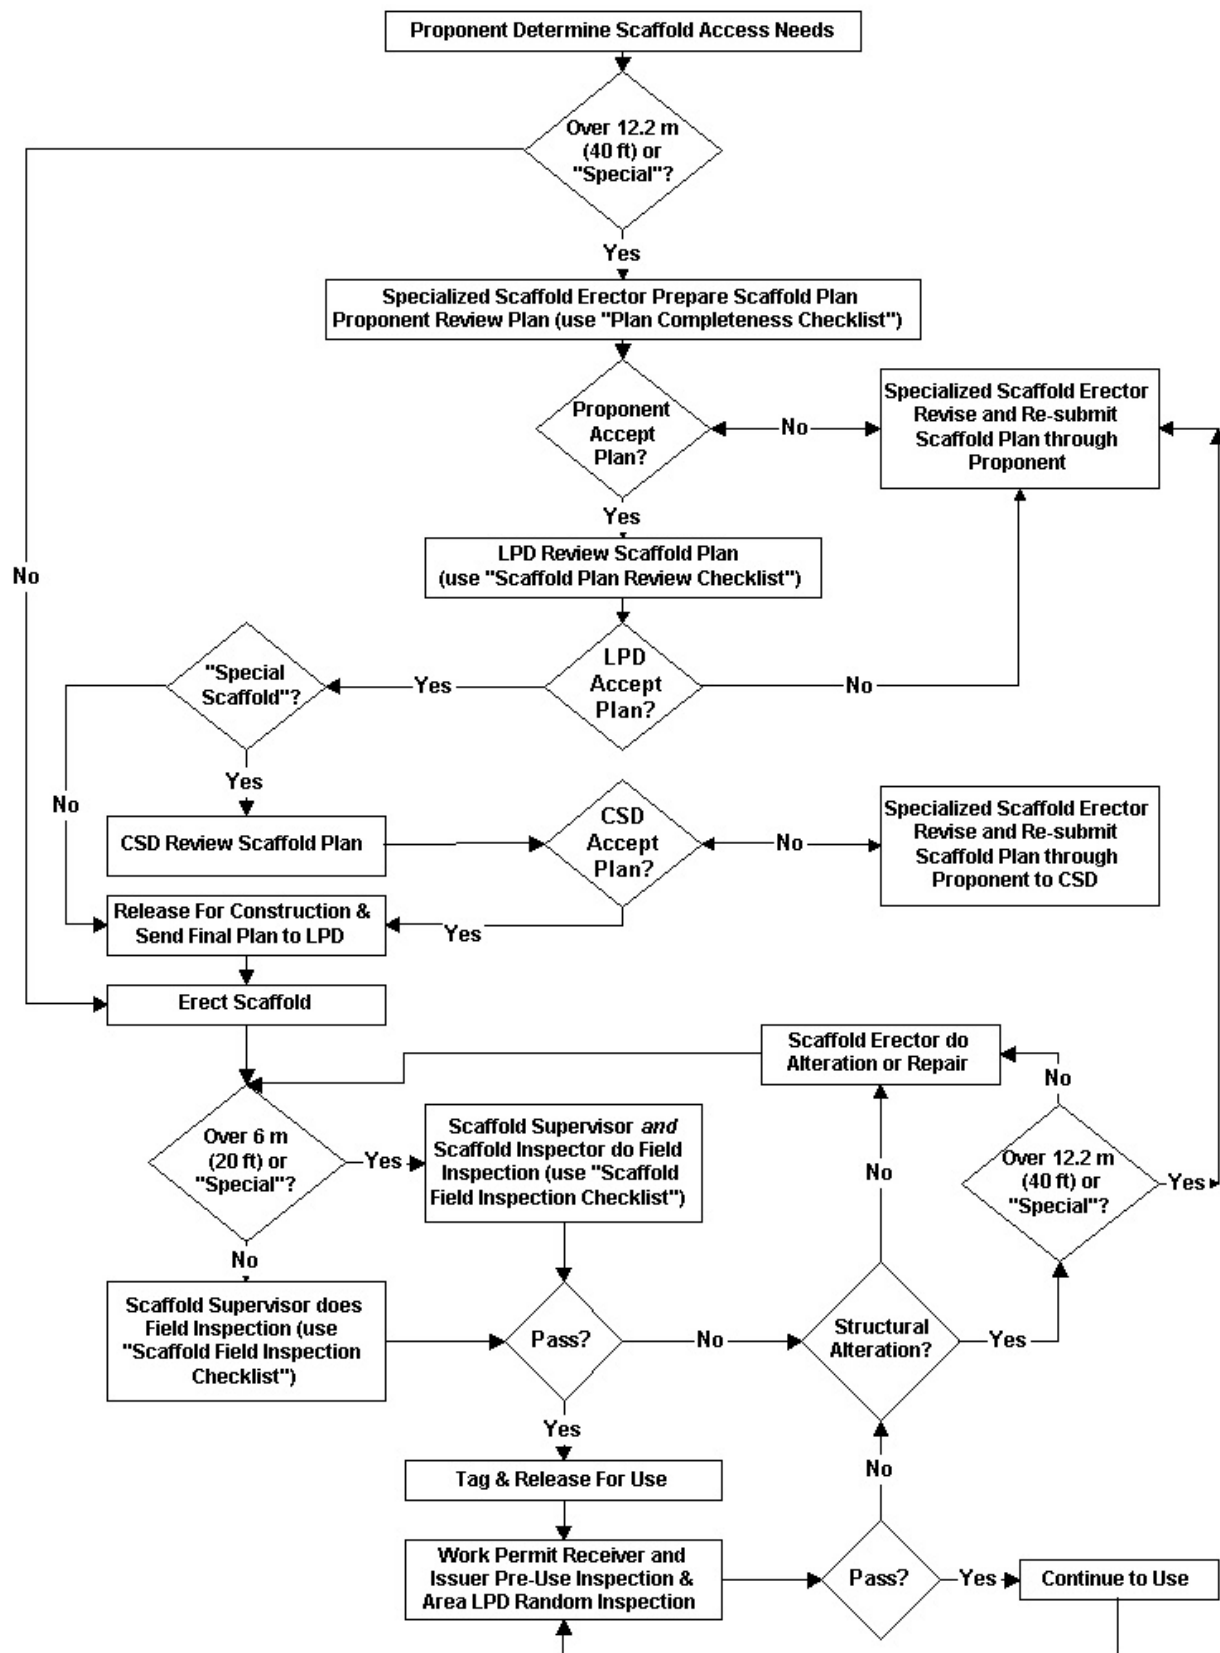 Proponent Determine Scaffold Access Needs
Over 12.2 m
(40 ft) or
"Special"?
Yes
Specialized Scaffold Erector Prepare Scaffold Plan
Proponent Review Plan (use "Plan Completeness Checklist")
Proponent
Accept
Plan?
No
Specialized Scaffold Erector
Revise and Re-submit
Scaffold Plan through
Proponent
Yes
LPD Review Scaffold Plan
(use "Scaffold Plan Review Checklist")
No
LPD
Accept
Plan?
Yes
No
"Special
Scaffold"?
Yes
No
CSD Review Scaffold Plan
CSD
Accept
Plan?
No
Specialized Scaffold Erector
Revise and Re-submit
Scaffold Plan through
Proponent to CSD
Yes
Release For Construction &
Send Final Plan to LPD
Erect Scaffold
Scaffold Erector do
Alteration or Repair
No
Over 6 m
(20 ft) or
"Special"?
Yes
Scaffold Supervisor and
Scaffold Inspector do Field
Inspection (use "Scaffold
Field Inspection Checklist")
No
Over 12.2 m
(40 ft) or
"Special"?
Yes
No
Scaffold Supervisor does
Field Inspection (use
"Scaffold Field Inspection
Checklist")
Pass?
No
Structural
Alteration?
Yes
Yes
Tag & Release For Use
No
Work Permit Receiver and
Issuer Pre-Use Inspection &
Area LPD Random Inspection
Pass?
Yes
Continue to Use